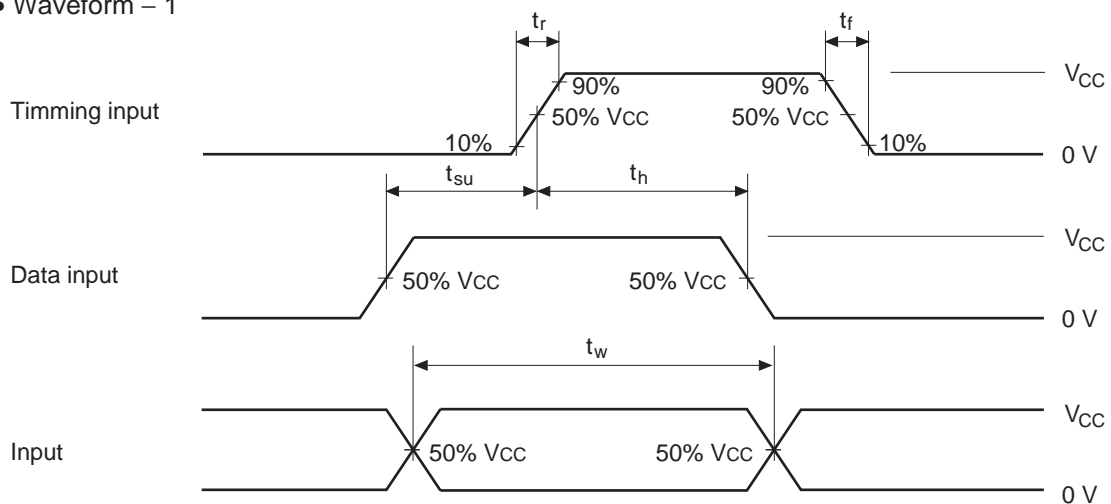 • Waveform – 1
tr
tf
VCC
90%
90%
Timming input
50% VCC
50% VCC
10%
10%
0 V
tsu
th
VCC
Data input
50% VCC
50% VCC
0 V
tw
VCC
Input
50% VCC
50% VCC
0 V